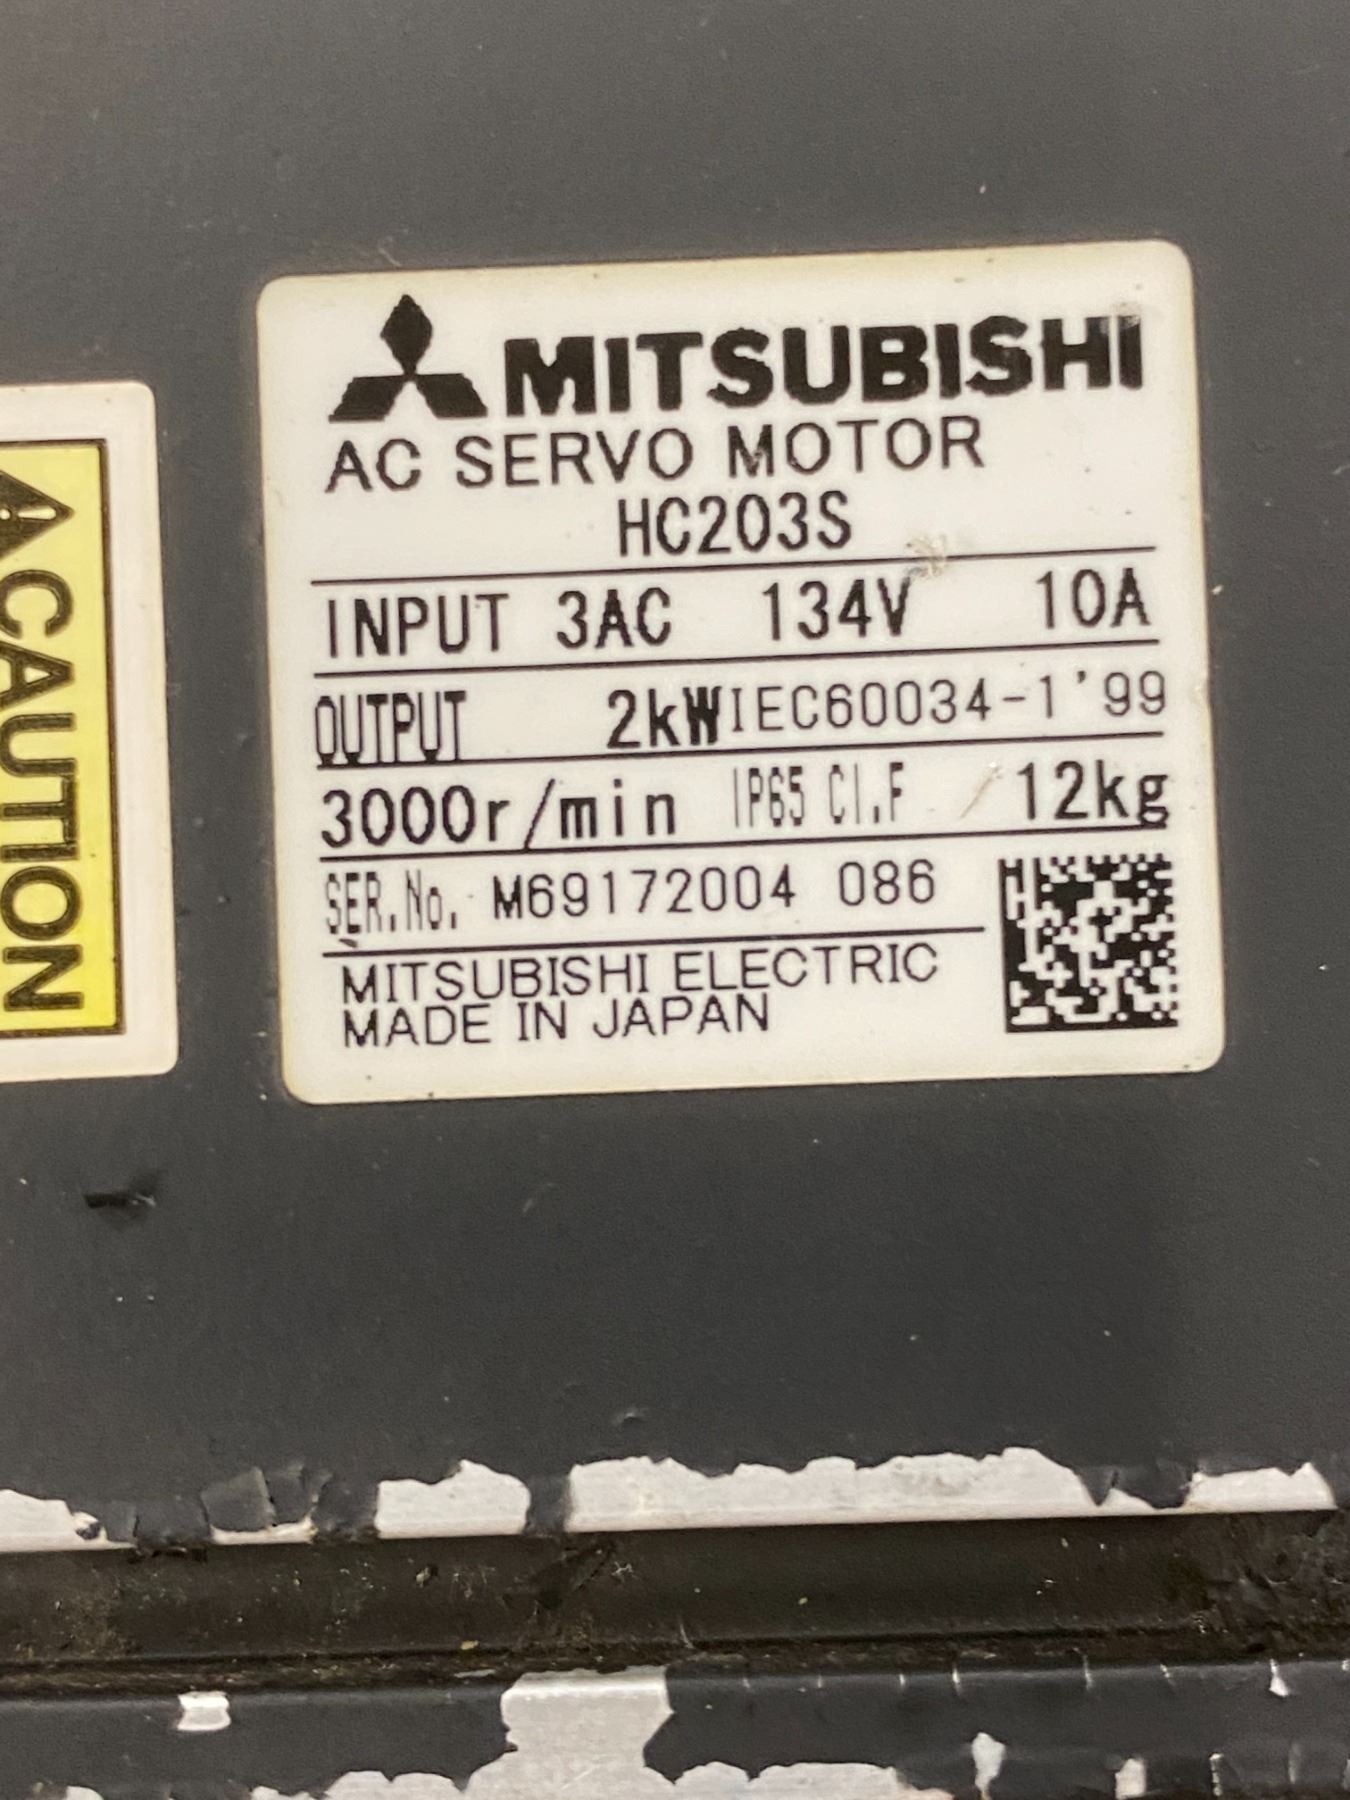 MITSUBISHI
AC SERVO MOTOR
HC203S
INPUT 3AC 134V 10A
OUTPUT 2kW IEC60034-1'99
3000r/min IP65 CI.F 12kg
SER.No. M69172004 086
MITSUBISHI ELECTRIC
MADE IN JAPAN
CAUTION